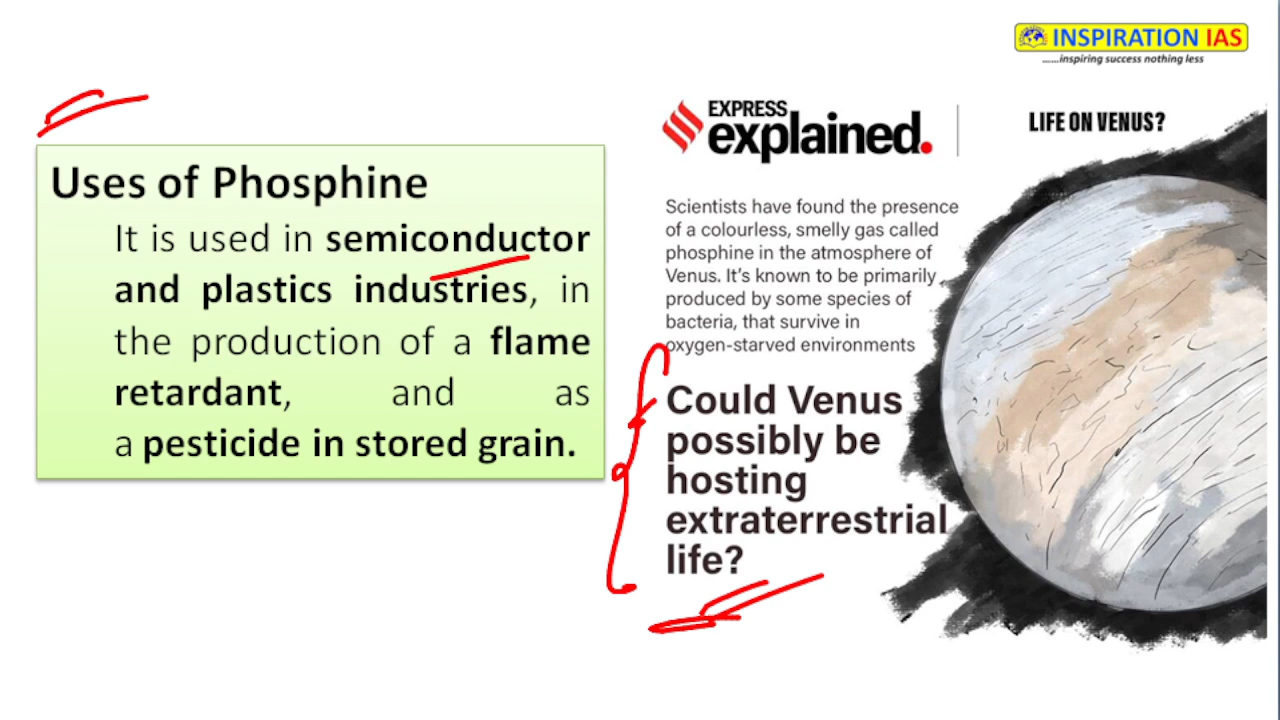 INSPIRATION IAS
......inspiring success nothing less
Uses of Phosphine
It is used in semiconductor
and plastics industries, in
the production of a flame
retardant, and as
a pesticide in stored grain.
EXPRESS
explained.
LIFE ON VENUS?
Scientists have found the presence
of a colourless, smelly gas called
phosphine in the atmosphere of
Venus. It's known to be primarily
produced by some species of
bacteria, that survive in
oxygen-starved environments
Could Venus
possibly be
hosting
extraterrestrial
life?